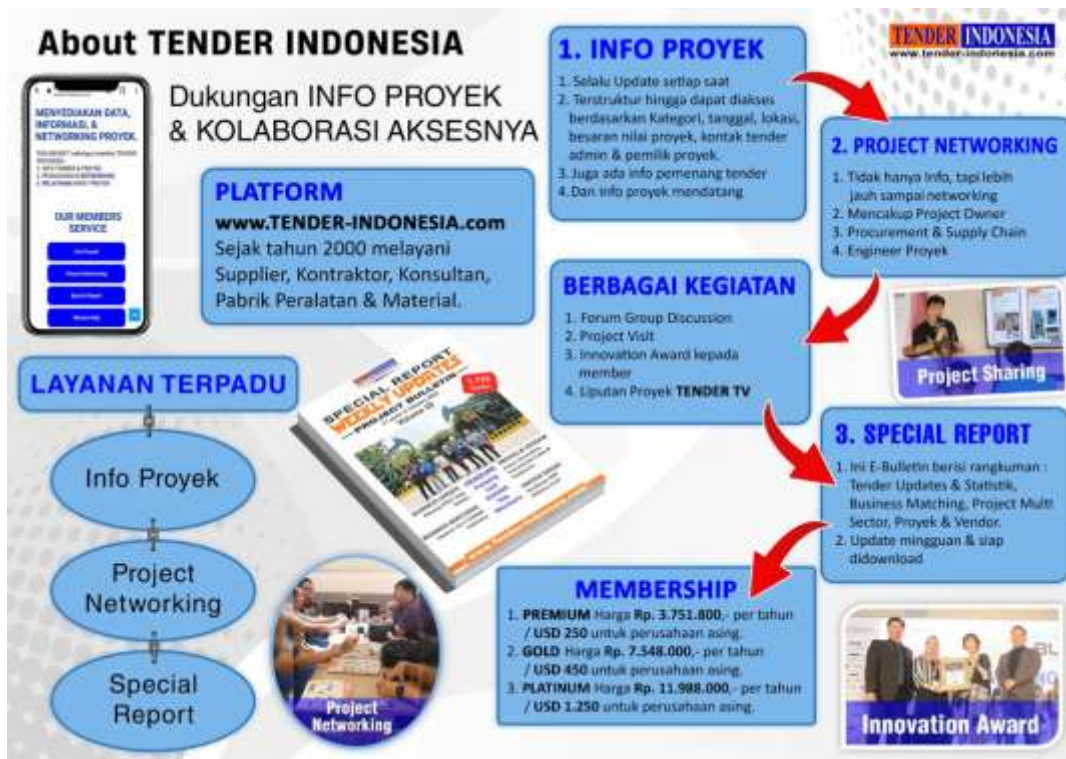 About TENDER INDONESIA
Dukungan INFO PROYEK
& KOLABORASI AKSESNYA
MENYEDIAKAN DATA,
INFORMASI, &
NETWORKING PROYEK.
OUR MEMBERS
SERVICE
PLATFORM
www.TENDER-INDONESIA.com
Sejak tahun 2000 melayani
Supplier, Kontraktor, Konsultan,
Pabrik Peralatan & Material.
LAYANAN TERPADU
Info Proyek
Project
Networking
Special
Report
SPECIAL REPORT
WEEKLY UPDATES
PROJECT BULLETIN
Project
Networking
1. INFO PROYEK
1. Selalu Update setiap saat
2. Terstruktur hingga dapat diakses
berdasarkan Kategori, tanggal, lokasi,
besaran nilai proyek, kontak tender
admin & pemilik proyek.
3. Juga ada info pemenang tender
4. Dan info proyek mendatang
TENDER INDONESIA
www.tender-indonesia.com
2. PROJECT NETWORKING
1. Tidak hanya Info, tapi lebih
jauh sampai networking
2. Mencakup Project Owner
3. Procurement & Supply Chain
4. Engineer Proyek
BERBAGAI KEGIATAN
1. Forum Group Discussion
2. Project Visit
3. Innovation Award kepada
member
4. Liputan Proyek TENDER TV
Project Sharing
3. SPECIAL REPORT
1. Ini E-Bulletin berisi rangkuman :
Tender Updates & Statistik,
Business Matching, Project Multi
Sector, Proyek & Vendor.
2. Update mingguan & siap
didownload
MEMBERSHIP
1. PREMIUM Harga Rp. 3.751.800,- per tahun
/ USD 250 untuk perusahaan asing.
2. GOLD Harga Rp. 7.548.000,- per tahun
/ USD 450 untuk perusahaan asing.
3. PLATINUM Harga Rp. 11.988.000,- per tahun
/ USD 1.250 untuk perusahaan asing.
Innovation Award